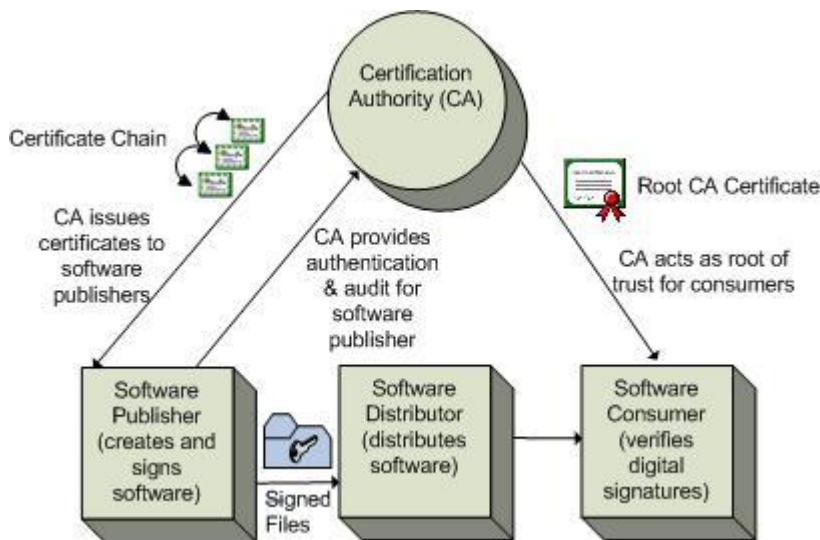 Certification
Authority (CA)
Certificate Chain
Root CA Certificate
CA issues
certificates to
software
publishers
CA provides
authentication
& audit for
software
publisher
CA acts as root of
trust for consumers
Software
Publisher
(creates and
signs
software)
Signed
Files
Software
Distributor
(distributes
software)
Software
Consumer
(verifies
digital
signatures)